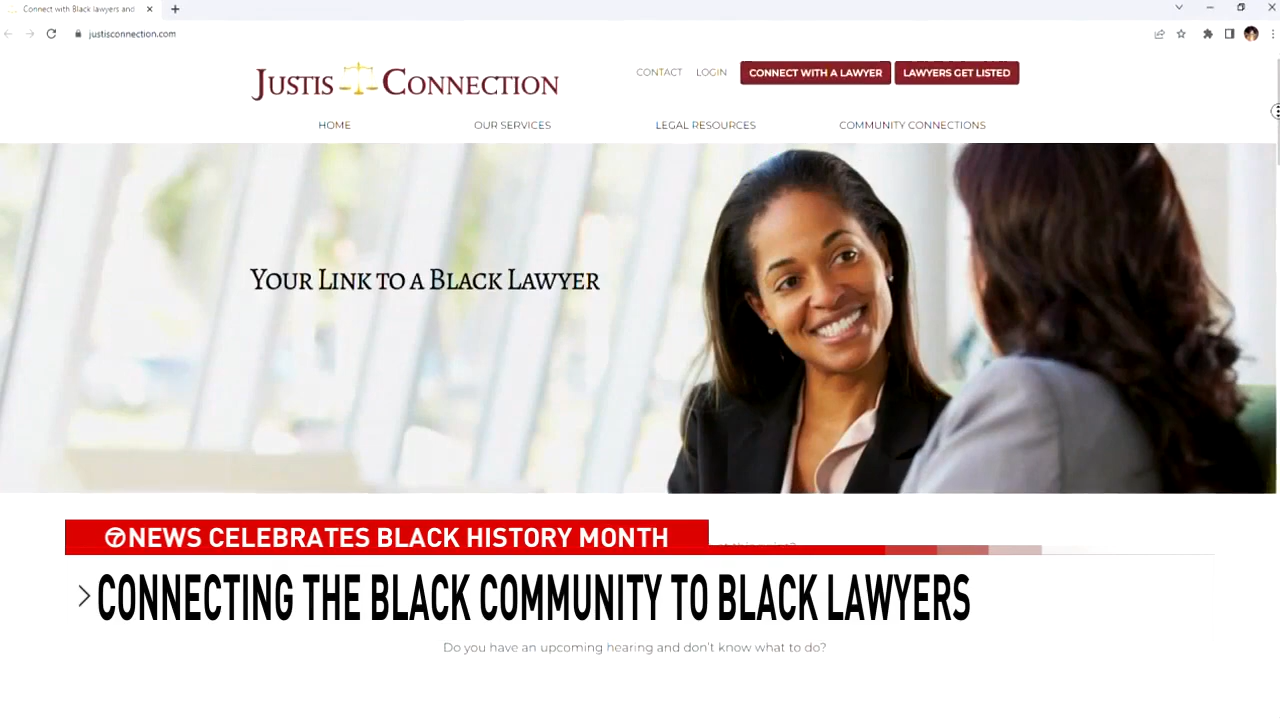 Connect with Black lawyers and
justisconnection.com
JUSTIS CONNECTION
CONTACT LOGIN CONNECT WITH A LAWYER LAWYERS GET LISTED
HOME OUR SERVICES LEGAL RESOURCES COMMUNITY CONNECTIONS
YOUR LINK TO A BLACK LAWYER
7NEWS CELEBRATES BLACK HISTORY MONTH
CONNECTING THE BLACK COMMUNITY TO BLACK LAWYERS
Do you have an upcoming hearing and don't know what to do?